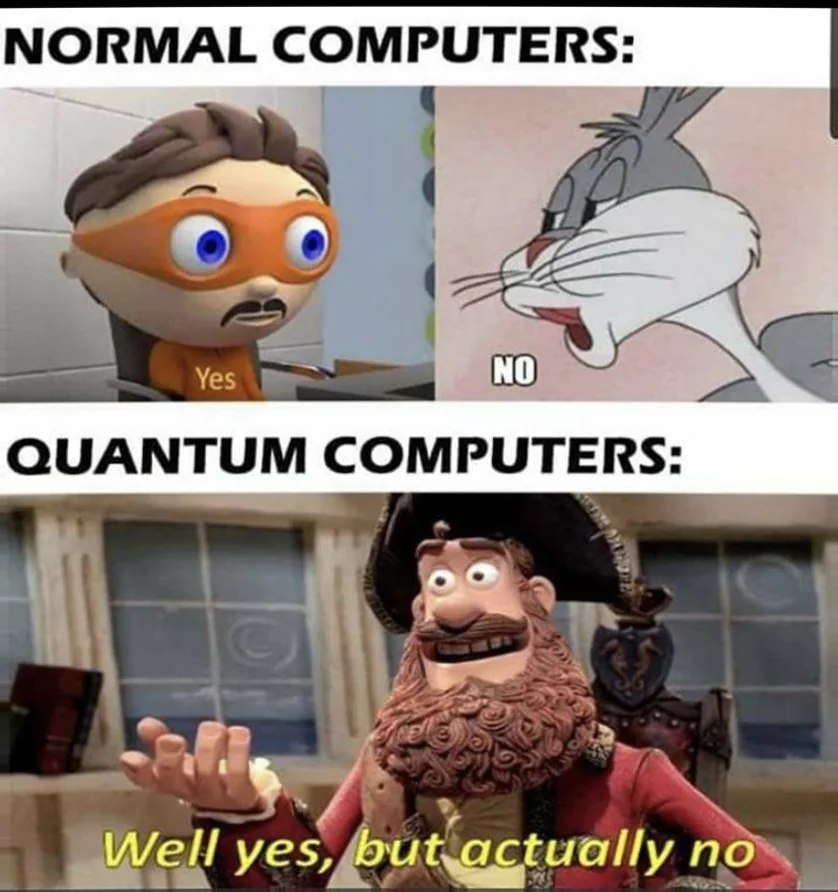 NORMAL COMPUTERS:
Yes
NO
QUANTUM COMPUTERS:
Well yes, but actually no